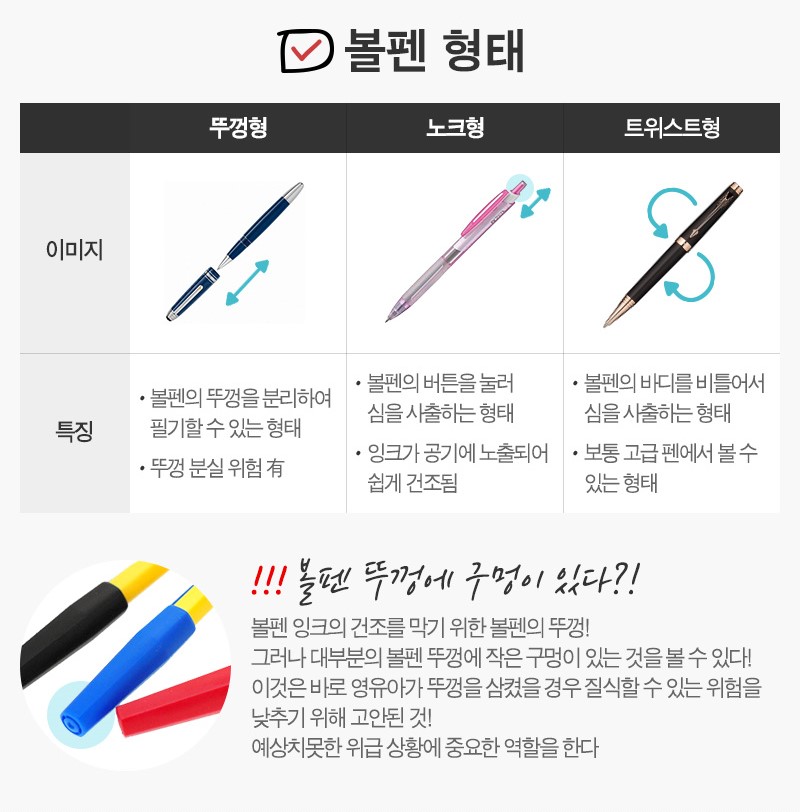 볼펜 형태
뚜껑형 노크형 트위스트형
이미지
특징
• 볼펜의 뚜껑을 분리하여
필기할 수 있는 형태
• 뚜껑 분실 위험 有
• 볼펜의 버튼을 눌러
심을 사출하는 형태
• 잉크가 공기에 노출되어
쉽게 건조됨
• 볼펜의 바디를 비틀어서
심을 사출하는 형태
• 보통 고급 펜에서 볼 수
있는 형태
!!! 볼펜 뚜껑에 구멍이 있다?!
볼펜 잉크의 건조를 막기 위한 볼펜의 뚜껑!
그러나 대부분의 볼펜 뚜껑에 작은 구멍이 있는 것을 볼 수 있다!
이것은 바로 영유아가 뚜껑을 삼켰을 경우 질식할 수 있는 위험을
낮추기 위해 고안된 것!
예상치못한 위급 상황에 중요한 역할을 한다